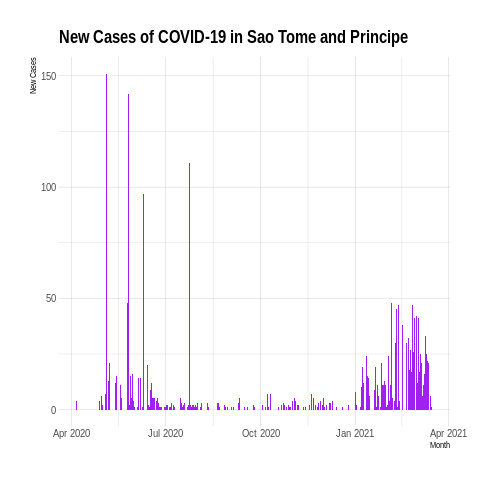 New Cases of COVID-19 in Sao Tome and Principe
New Cases
150
100
50
0
Apr 2020
Jul 2020
Oct 2020
Jan 2021
Apr 2021
Month